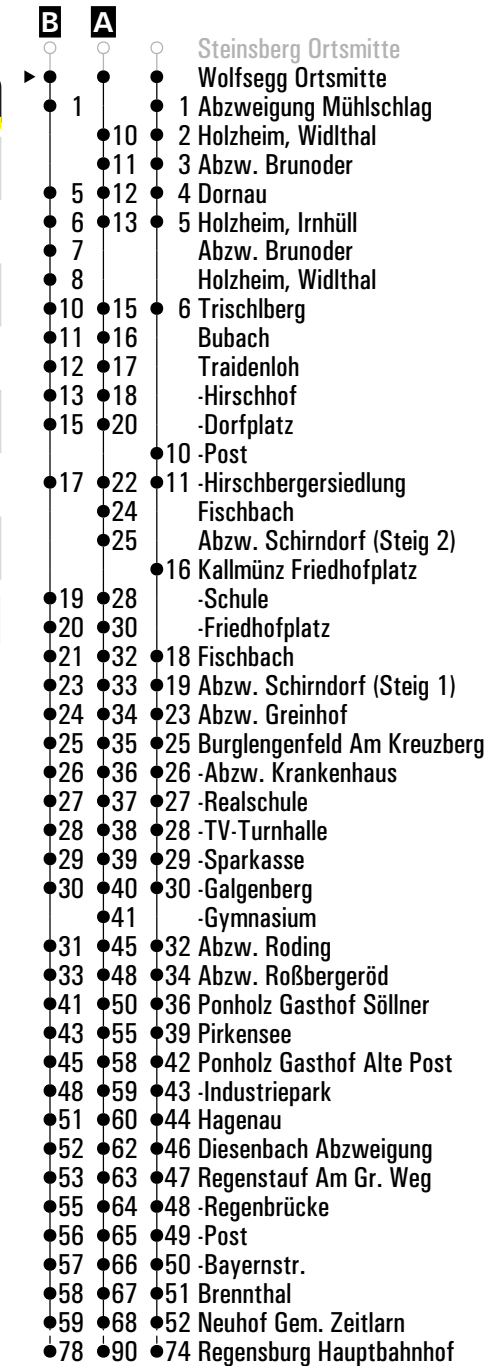 B A
Steinsberg Ortsmitte
Wolfsegg Ortsmitte
1 1 Abzweigung Mühlschlag
10 2 Holzheim, Widlthal
11 3 Abzw. Brunoder
5 12 4 Dornau
6 13 5 Holzheim, Irnhüll
7 Abzw. Brunoder
8 Holzheim, Widlthal
10 15 6 Trischlberg
11 16 Bubach
12 17 Traidenloh
13 18 -Hirschhof
15 20 -Dorfplatz
10 -Post
17 22 11 -Hirschbergersiedlung
24 Fischbach
25 Abzw. Schirndorf (Steig 2)
16 Kallmünz Friedhofplatz
19 28 -Schule
20 30 -Friedhofplatz
21 32 18 Fischbach
23 33 19 Abzw. Schirndorf (Steig 1)
24 34 23 Abzw. Greinhof
25 35 25 Burglengenfeld Am Kreuzberg
26 36 26 -Abzw. Krankenhaus
27 37 27 -Realschule
28 38 28 -TV-Turnhalle
29 39 29 -Sparkasse
30 40 30 -Galgenberg
41 -Gymnasium
31 45 32 Abzw. Roding
33 48 34 Abzw. Roßbergeröd
41 50 36 Ponholz Gasthof Söllner
43 55 39 Pirkensee
45 58 42 Ponholz Gasthof Alte Post
48 59 43 -Industriepark
51 60 44 Hagenau
52 62 46 Diesenbach Abzweigung
53 63 47 Regenstauf Am Gr. Weg
55 64 48 -Regenbrücke
56 65 49 -Post
57 66 50 -Bayernstr.
58 67 51 Brennthal
59 68 52 Neuhof Gem. Zeitlarn
78 90 74 Regensburg Hauptbahnhof